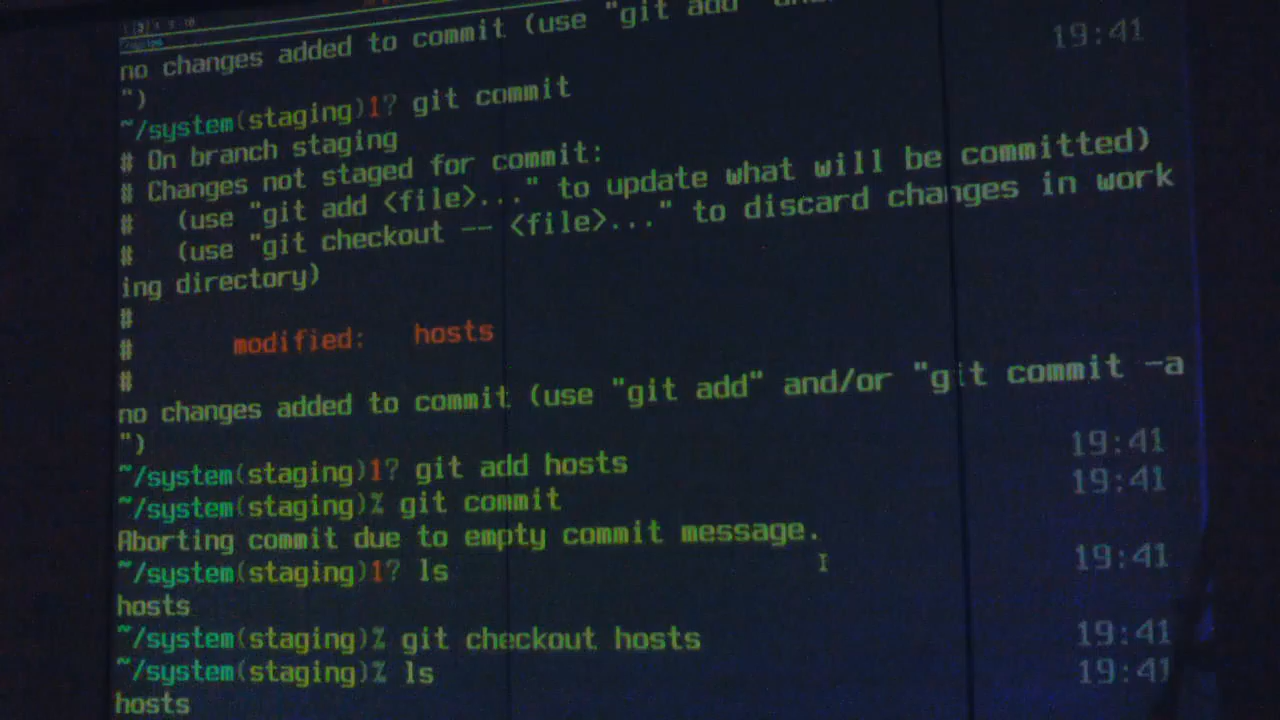 no changes added to commit (use "git add"
19:41
")
~/system(staging)1? git commit
# On branch staging
# Changes not staged for commit:
#   (use "git add <file>..." to update what will be committed)
#   (use "git checkout -- <file>..." to discard changes in work
ing directory)
#
#       modified:   hosts
#
no changes added to commit (use "git add" and/or "git commit -a
")
~/system(staging)1? git add hosts 19:41
~/system(staging)% git commit 19:41
Aborting commit due to empty commit message.
~/system(staging)1? ls 19:41
hosts
~/system(staging)% git checkout hosts 19:41
~/system(staging)% ls 19:41
hosts